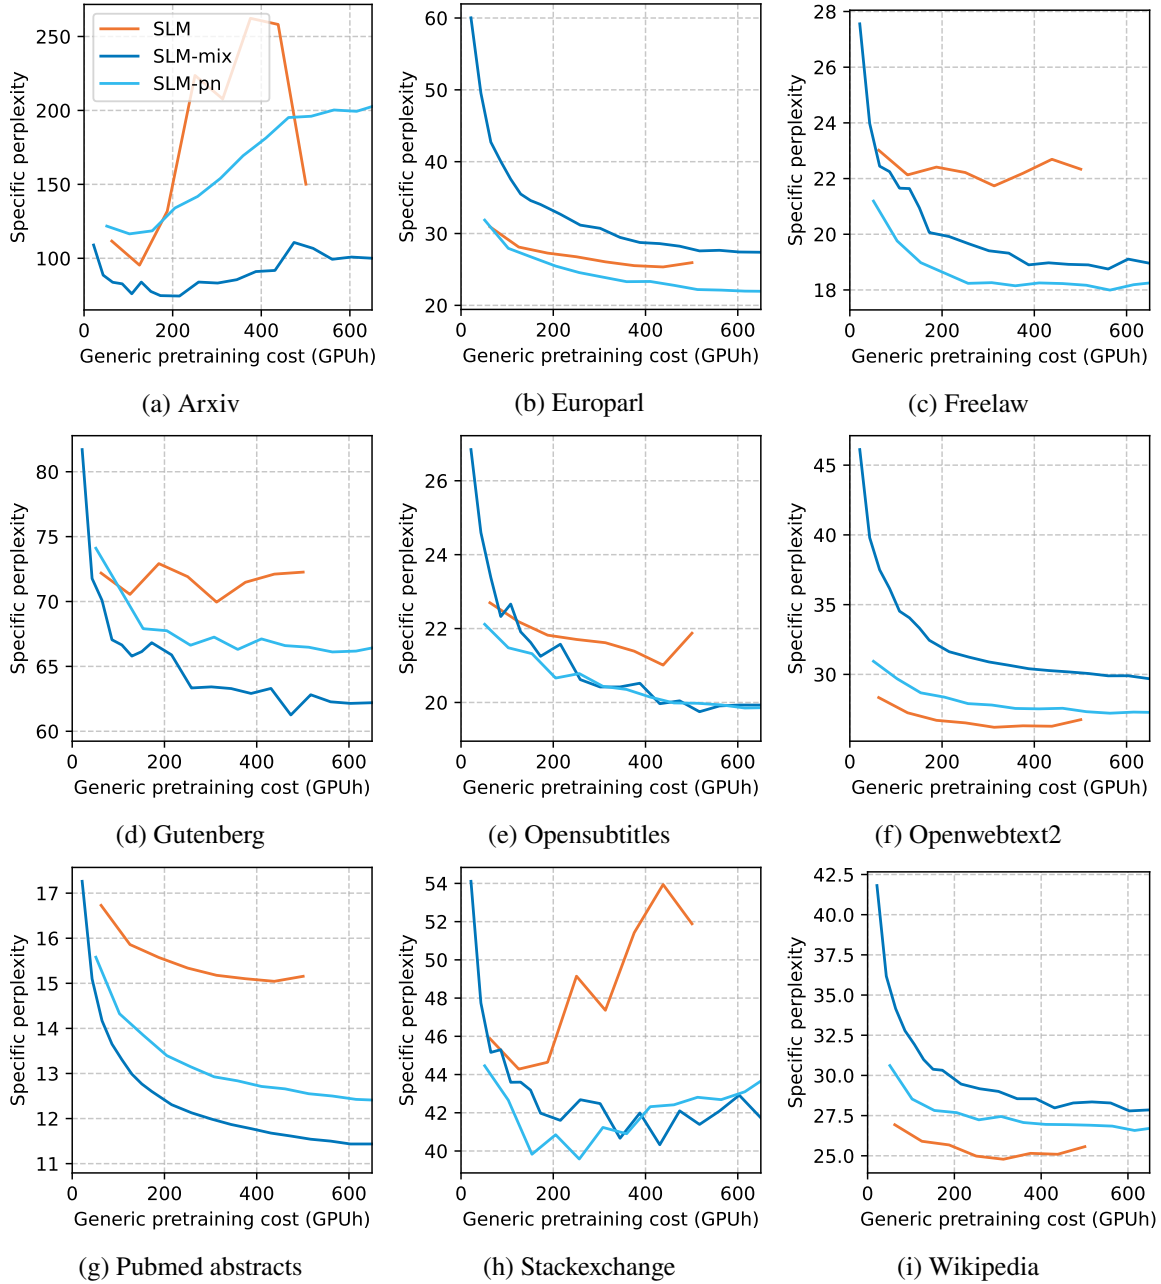 SLM
SLM-mix
SLM-pn
250
200
150
100
0
200
400
600
Specific perplexity
Generic pretraining cost (GPUh)
(a) Arxiv
60
50
40
30
20
0
200
400
600
Specific perplexity
Generic pretraining cost (GPUh)
(b) Europarl
28
26
24
22
20
18
0
200
400
600
Specific perplexity
Generic pretraining cost (GPUh)
(c) Freelaw
80
75
70
65
60
0
200
400
600
Specific perplexity
Generic pretraining cost (GPUh)
(d) Gutenberg
26
24
22
20
0
200
400
600
Specific perplexity
Generic pretraining cost (GPUh)
(e) Opensubtitles
45
40
35
30
0
200
400
600
Specific perplexity
Generic pretraining cost (GPUh)
(f) Openwebtext2
17
16
15
14
13
12
11
0
200
400
600
Specific perplexity
Generic pretraining cost (GPUh)
(g) Pubmed abstracts
54
52
50
48
46
44
42
40
0
200
400
600
Specific perplexity
Generic pretraining cost (GPUh)
(h) Stackexchange
42.5
40.0
37.5
35.0
32.5
30.0
27.5
25.0
0
200
400
600
Specific perplexity
Generic pretraining cost (GPUh)
(i) Wikipedia